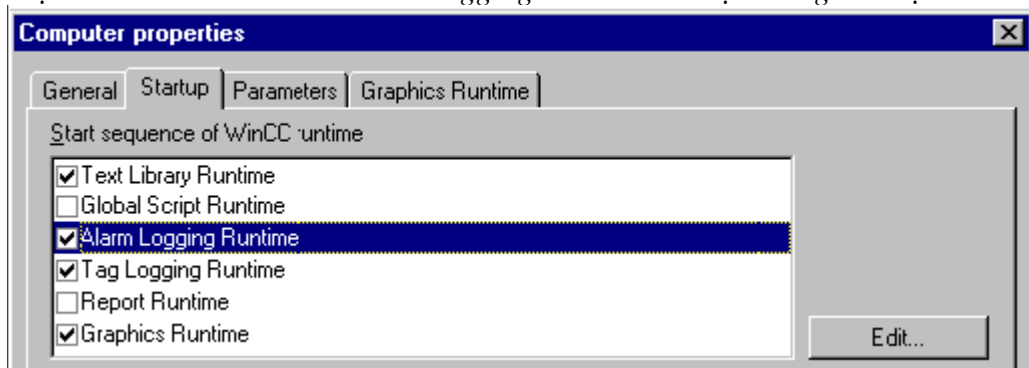 Computer properties
General Startup Parameters Graphics Runtime
Start sequence of WinCC runtime
Text Library Runtime
Global Script Runtime
Alarm Logging Runtime
Tag Logging Runtime
Report Runtime
Graphics Runtime
Edit...